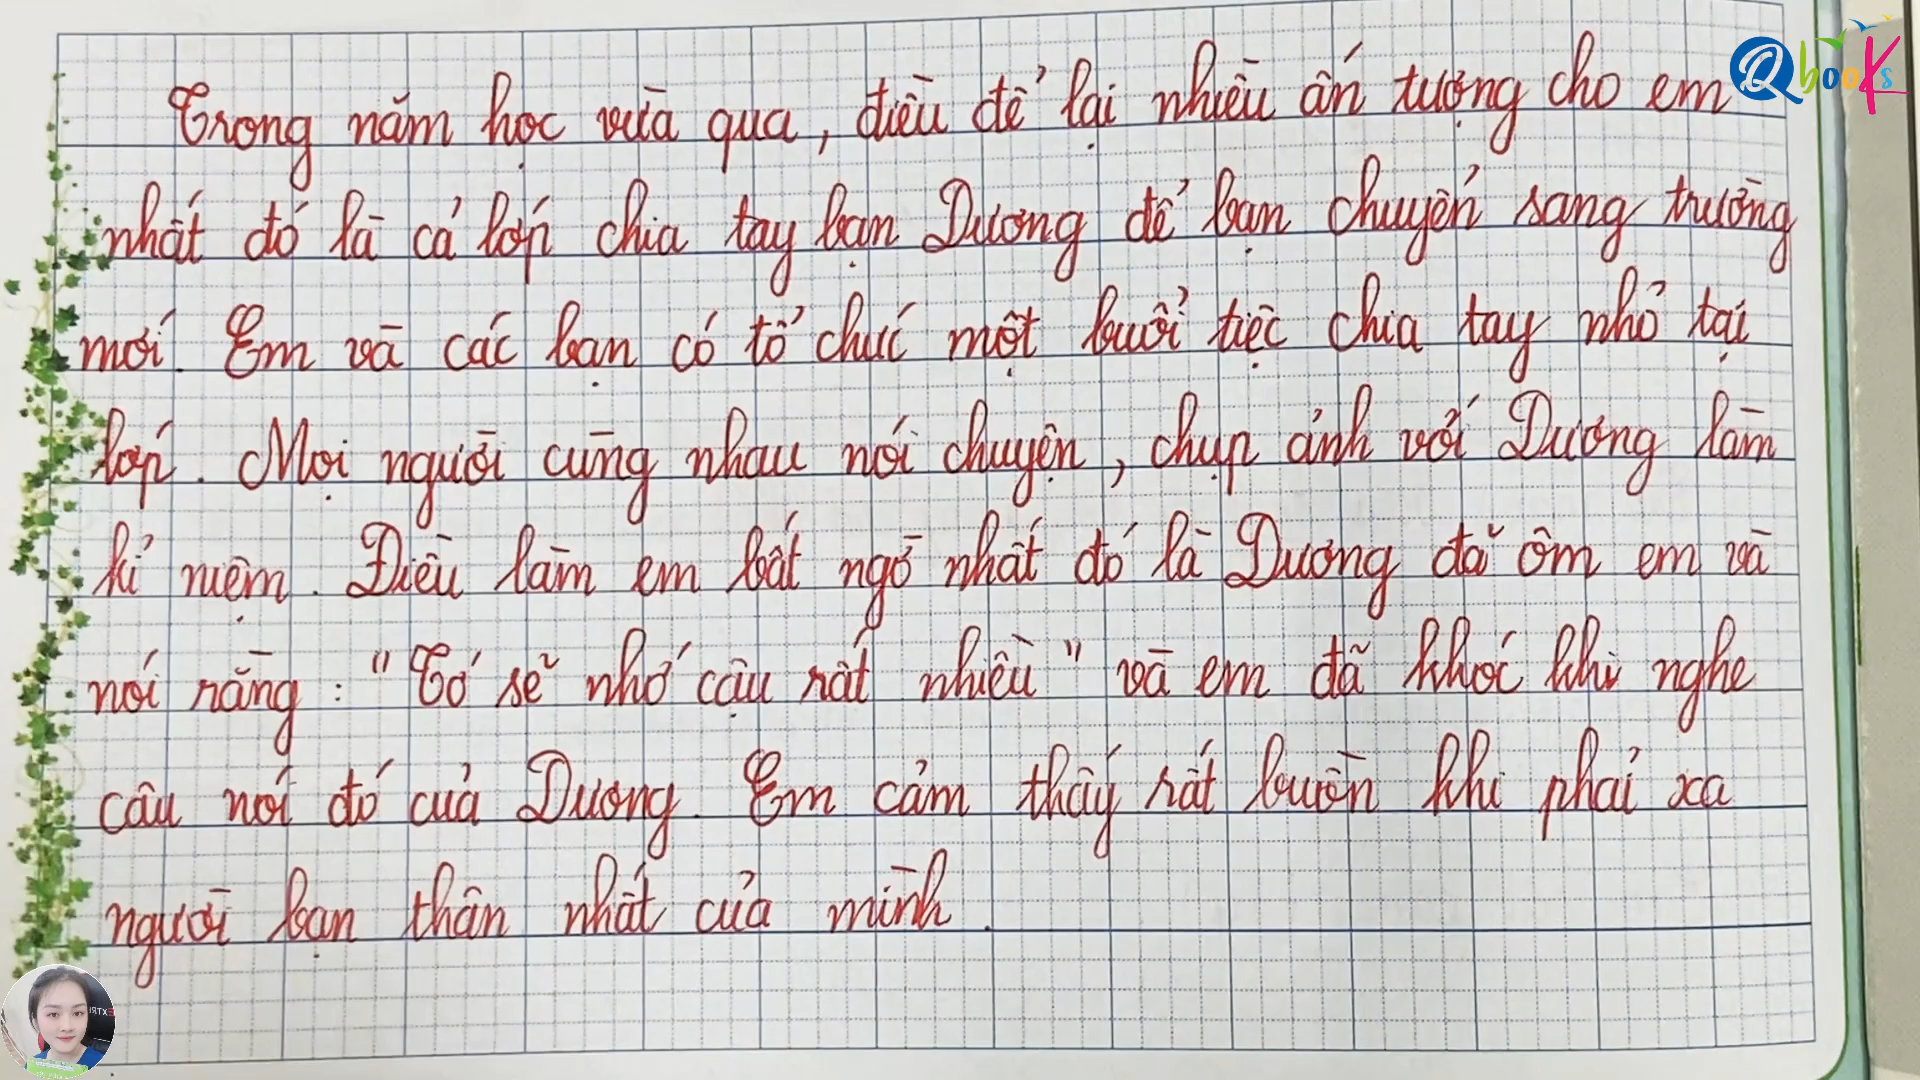 Qbooks
Trong năm học vừa qua, điều để lại nhiều ấn tượng cho em
nhất đó là cả lớp chia tay bạn Dương để bạn chuyển sang trường
mới. Em và các bạn có tổ chức một buổi tiệc chia tay nhỏ tại
lớp. Mọi người cùng nhau nói chuyện, chụp ảnh với Dương làm
kỉ niệm. Điều làm em bất ngờ nhất đó là Dương đã ôm em và
nói rằng: "Tớ sẽ nhớ cậu rất nhiều" và em đã khóc khi nghe
câu nói đó của Dương. Em cảm thấy rất buồn khi phải xa
người bạn thân nhất của mình.